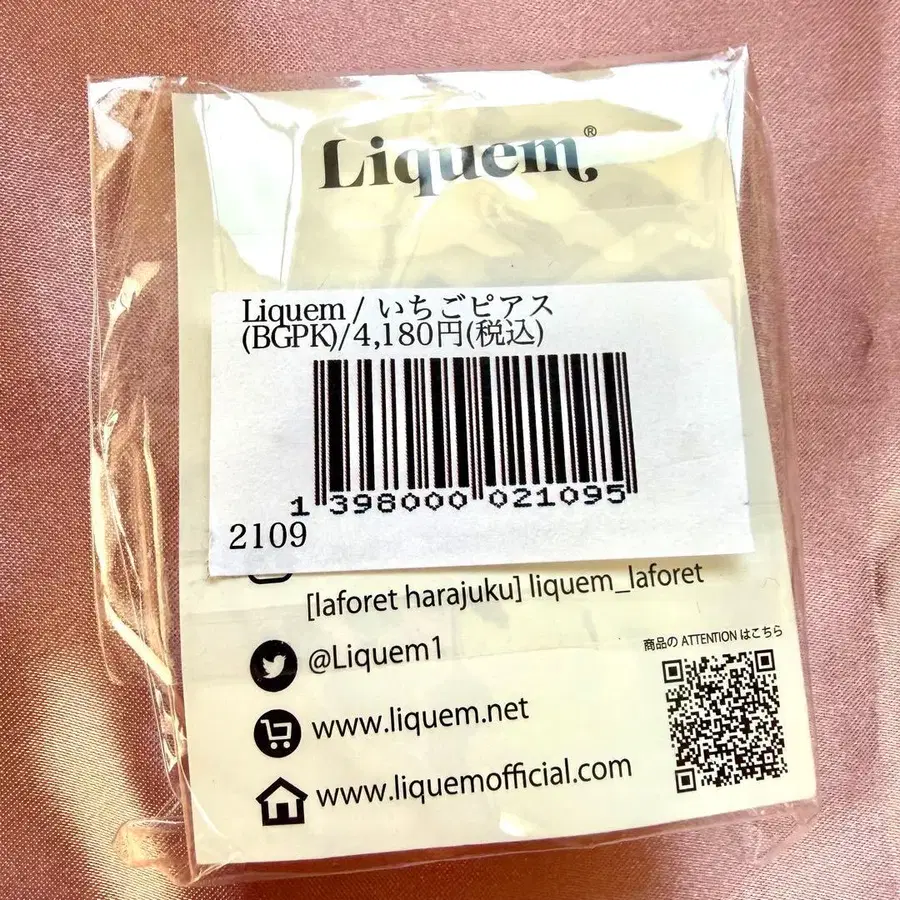 Liquem®
Liquem / いちごピアス
(BGPK)/4,180円(税込)
1 398000 021095
2109
[laforet harajuku] liquem_laforet
@Liquem1
www.liquem.net
www.liquemofficial.com
商品の ATTENTION はこちら